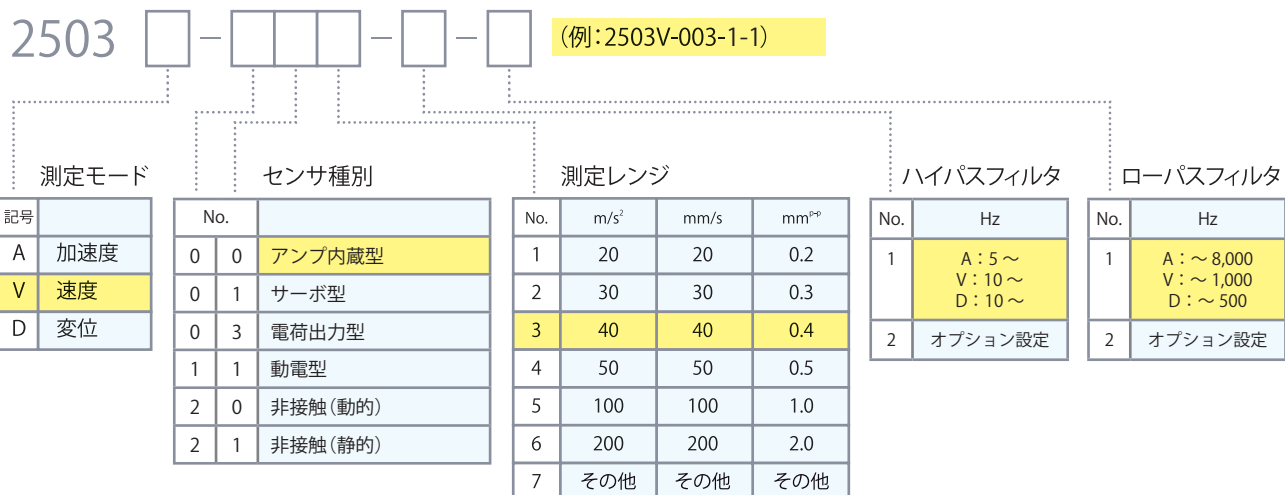 2503 － － （例：2503V-003-1-1）
測定モード
記号
A 加速度
V 速度
D 変位
センサ種別
No.
0 0 アンプ内蔵型
0 1 サーボ型
0 3 電荷出力型
1 1 動電型
2 0 非接触（動的）
2 1 非接触（静的）
測定レンジ
No. m/s² mm/s mmᵖ⁻ᵖ
1 20 20 0.2
2 30 30 0.3
3 40 40 0.4
4 50 50 0.5
5 100 100 1.0
6 200 200 2.0
7 その他 その他 その他
ハイパスフィルタ
No. Hz
1 A：5～
V：10～
D：10～
2 オプション設定
ローパスフィルタ
No. Hz
1 A：～8,000
V：～1,000
D：～500
2 オプション設定